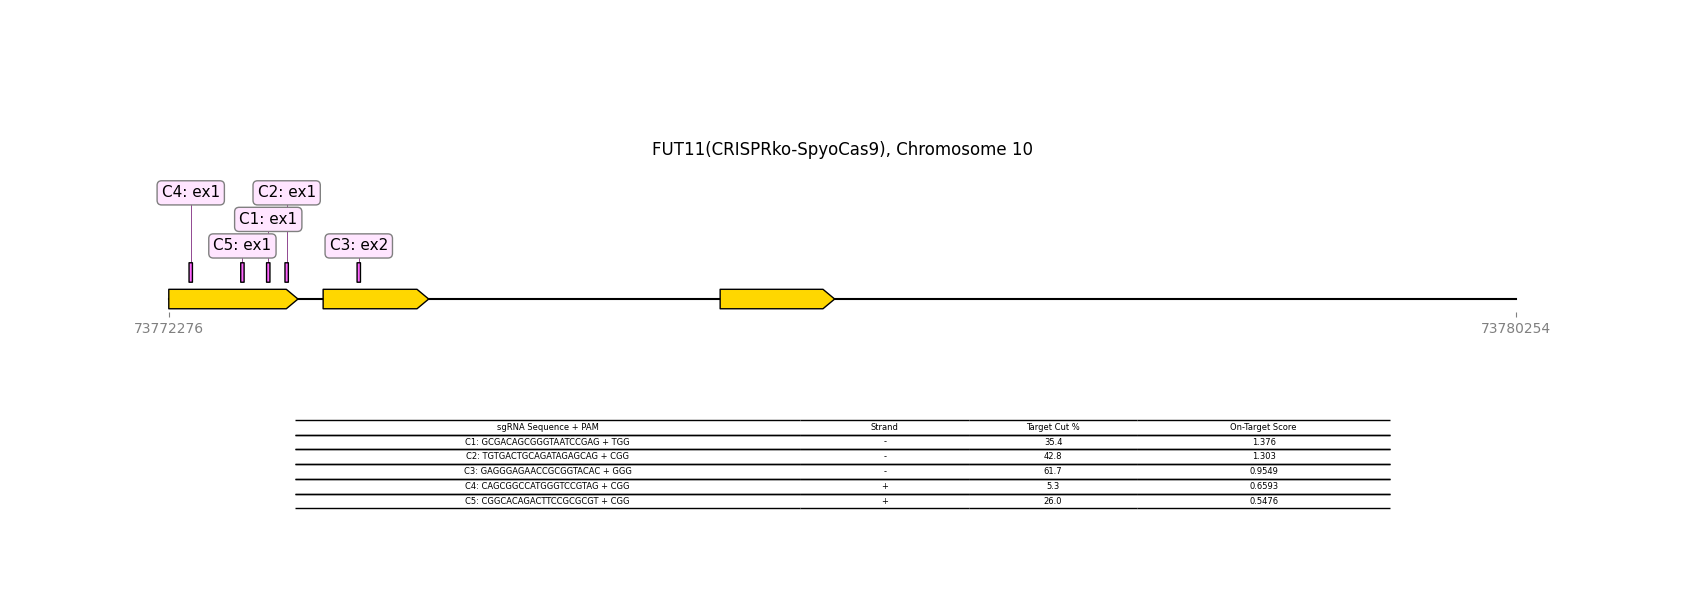 FUT11(CRISPRko-SpyoCas9), Chromosome 10
C4: ex1 C2: ex1
C1: ex1
C5: ex1 C3: ex2
73772276 73780254
sgRNA Sequence + PAM Strand Target Cut % On-Target Score
C1: GCGACAGCGGGTAATCCGAG + TGG - 35.4 1.376
C2: TGTGACTGCAGATAGAGCAG + CGG - 42.8 1.303
C3: GAGGGAGAACCGCGGTACAC + GGG - 61.7 0.9549
C4: CAGCGGCCATGGGTCCGTAG + CGG + 5.3 0.6593
C5: CGGCACAGACTTCCGCGCGT + CGG + 26.0 0.5476